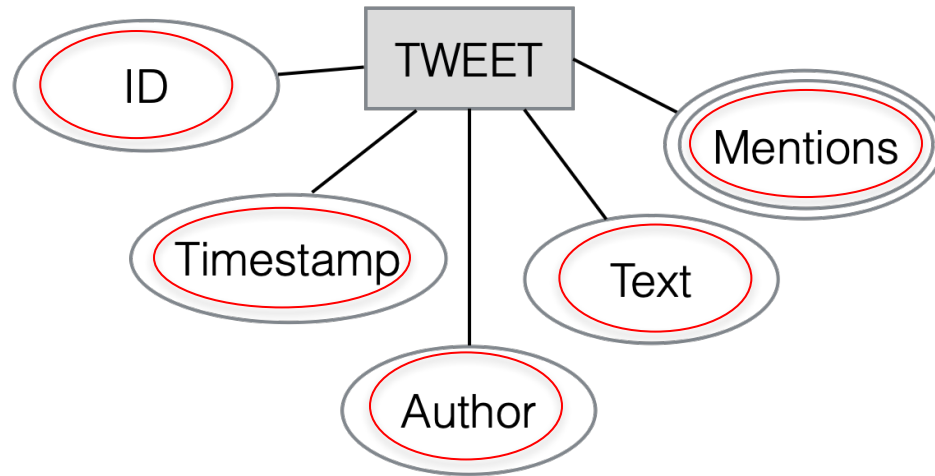 TWEET
ID
Mentions
Timestamp
Text
Author